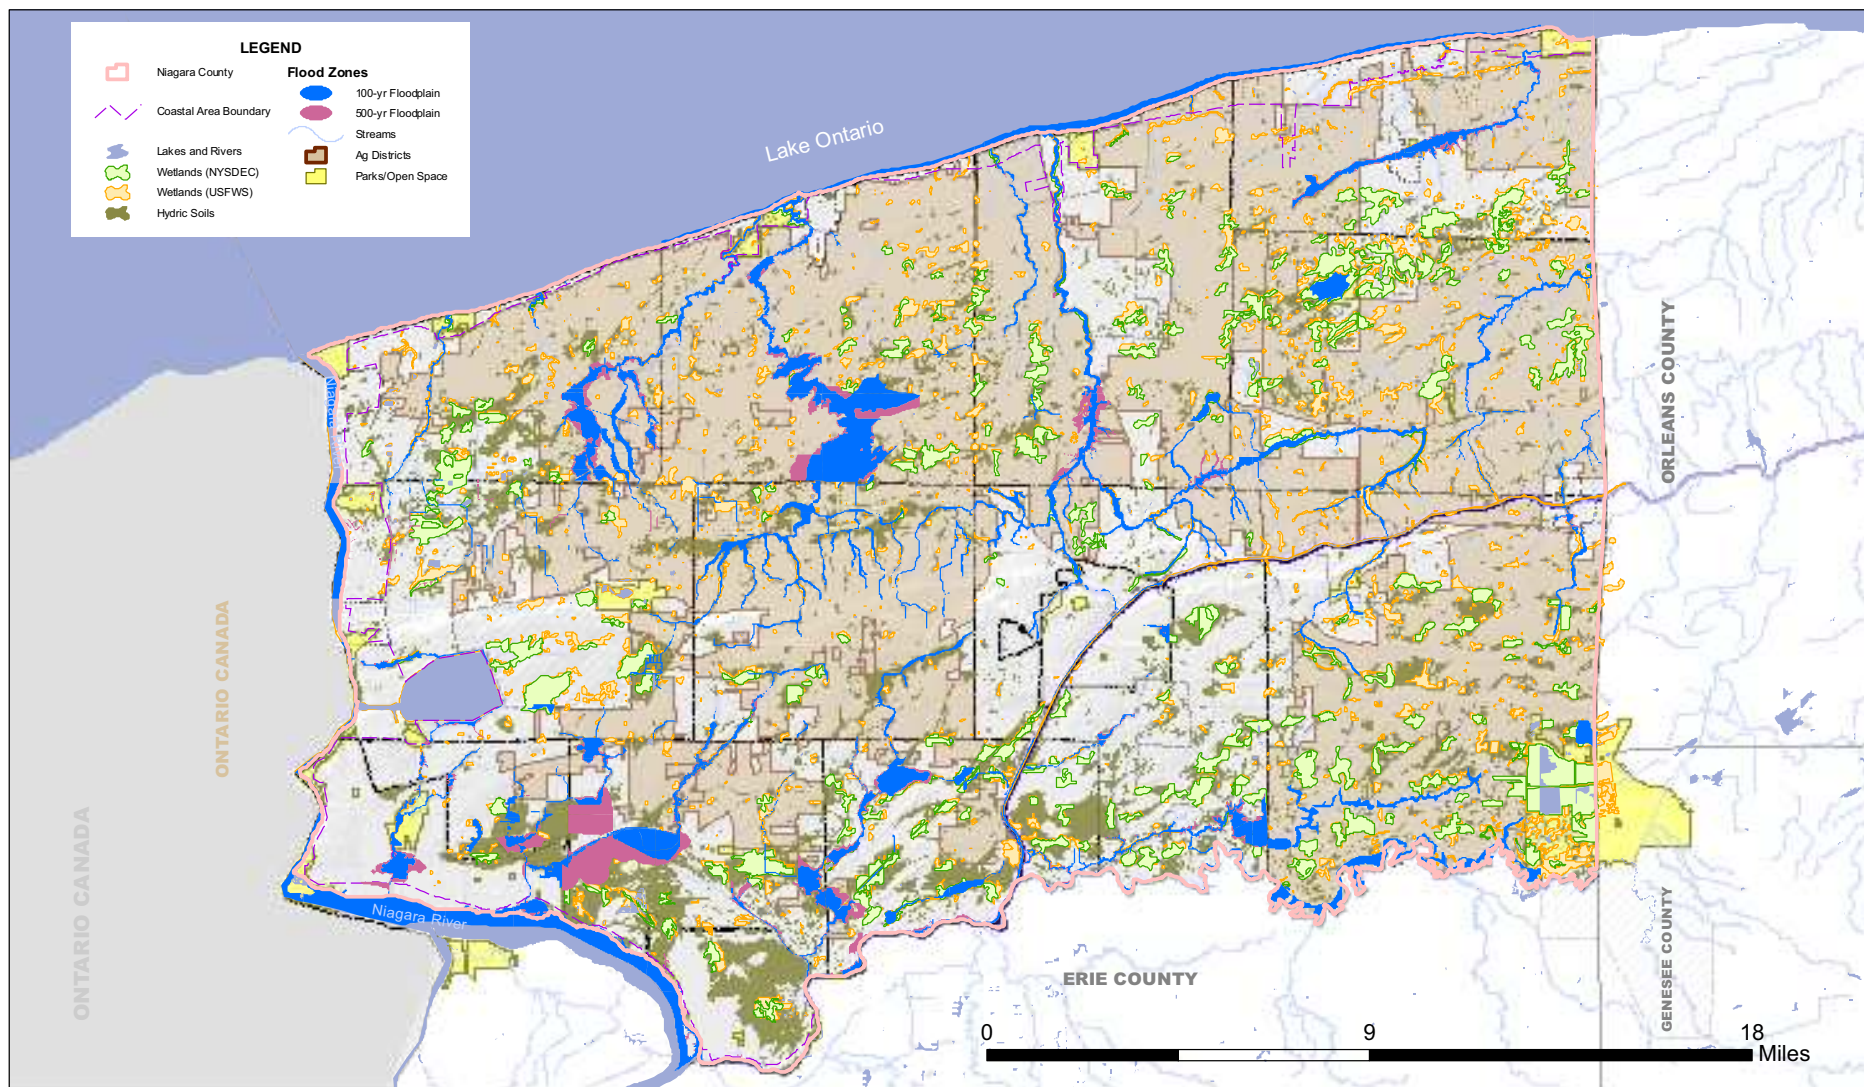 LEGEND
Niagara County
Flood Zones
100-yr Floodplain
Coastal Area Boundary
500-yr Floodplain
Streams
Lakes and Rivers
Ag Districts
Wetlands (NYSDEC)
Parks/Open Space
Wetlands (USFWS)
Hydric Soils
Lake Ontario
Niagara
ORLEANS COUNTY
ONTARIO CANADA
ONTARIO CANADA
Niagara River
ERIE COUNTY
GENESEE COUNTY
0 9 18
Miles